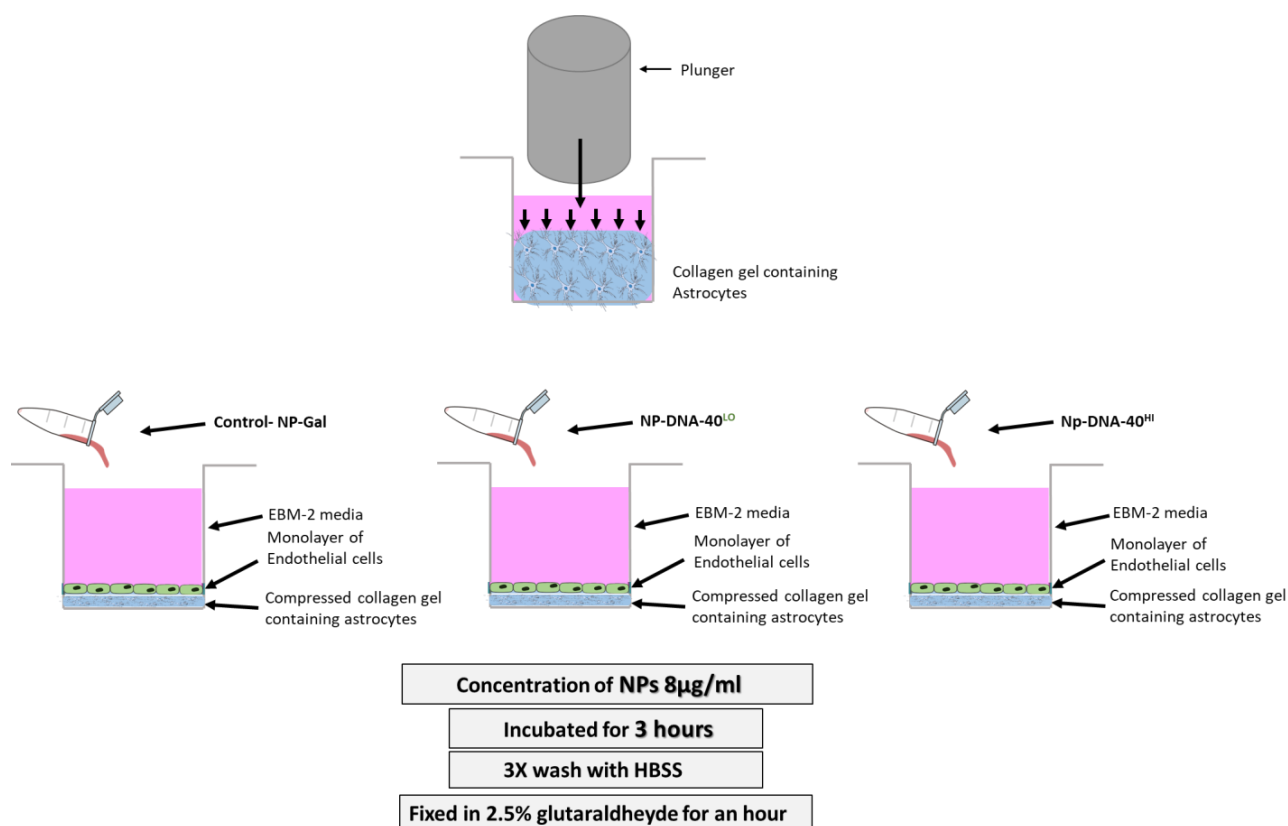 Plunger
Collagen gel containing
Astrocytes
Control- NP-Gal
NP-DNA-40ᴸᴼ
Np-DNA-40ᴴᴵ
EBM-2 media
Monolayer of
Endothelial cells
Compressed collagen gel
containing astrocytes
EBM-2 media
Monolayer of
Endothelial cells
Compressed collagen gel
containing astrocytes
EBM-2 media
Monolayer of
Endothelial cells
Compressed collagen gel
containing astrocytes
Concentration of NPs 8µg/ml
Incubated for 3 hours
3X wash with HBSS
Fixed in 2.5% glutaraldheyde for an hour